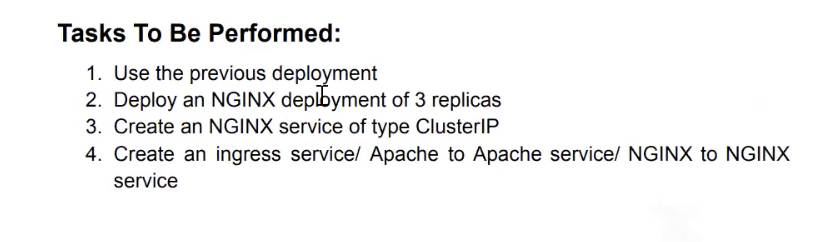 Tasks To Be Performed:
1. Use the previous deployment
2. Deploy an NGINX deployment of 3 replicas
3. Create an NGINX service of type ClusterIP
4. Create an ingress service/ Apache to Apache service/ NGINX to NGINX
service